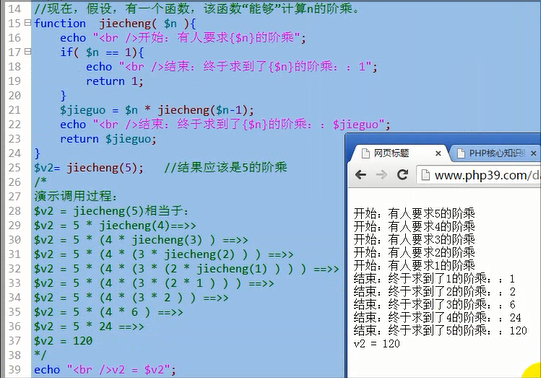 14 //现在，假设，有一个函数，该函数“能够”计算n的阶乘。
15 function jiecheng( $n ){
16 echo "<br />开始：有人要求{$n}的阶乘";
17 if( $n == 1){
18 echo "<br />结束：终于求到了{$n}的阶乘：：1";
19 return 1;
20 }
21 $jieguo = $n * jiecheng($n-1);
22 echo "<br />结束：终于求到了{$n}的阶乘：：$jieguo";
23 return $jieguo;
24 }
25 $v2= jiecheng(5); //结果应该是5的阶乘
26 /*
27 演示调用过程：
28 $v2 = jiecheng(5)相当于：
29 $v2 = 5 * jiecheng(4)==>>
30 $v2 = 5 * (4 * jiecheng(3) ) ==>>
31 $v2 = 5 * (4 * (3 * jiecheng(2) ) ) ==>>
32 $v2 = 5 * (4 * (3 * (2 * jiecheng(1) ) ) ) ==>>
33 $v2 = 5 * (4 * (3 * (2 * 1 ) ) ) ==>>
34 $v2 = 5 * (4 * (3 * 2 ) ) ==>>
35 $v2 = 5 * (4 * 6 ) ==>>
36 $v2 = 5 * 24 ==>>
37 $v2 = 120
38 */
39 echo "<br />v2 = $v2";
网页标题
PHP核心知识
www.php39.com/da
开始：有人要求5的阶乘
开始：有人要求4的阶乘
开始：有人要求3的阶乘
开始：有人要求2的阶乘
开始：有人要求1的阶乘
结束：终于求到了1的阶乘：：1
结束：终于求到了2的阶乘：：2
结束：终于求到了3的阶乘：：6
结束：终于求到了4的阶乘：：24
结束：终于求到了5的阶乘：：120
v2 = 120